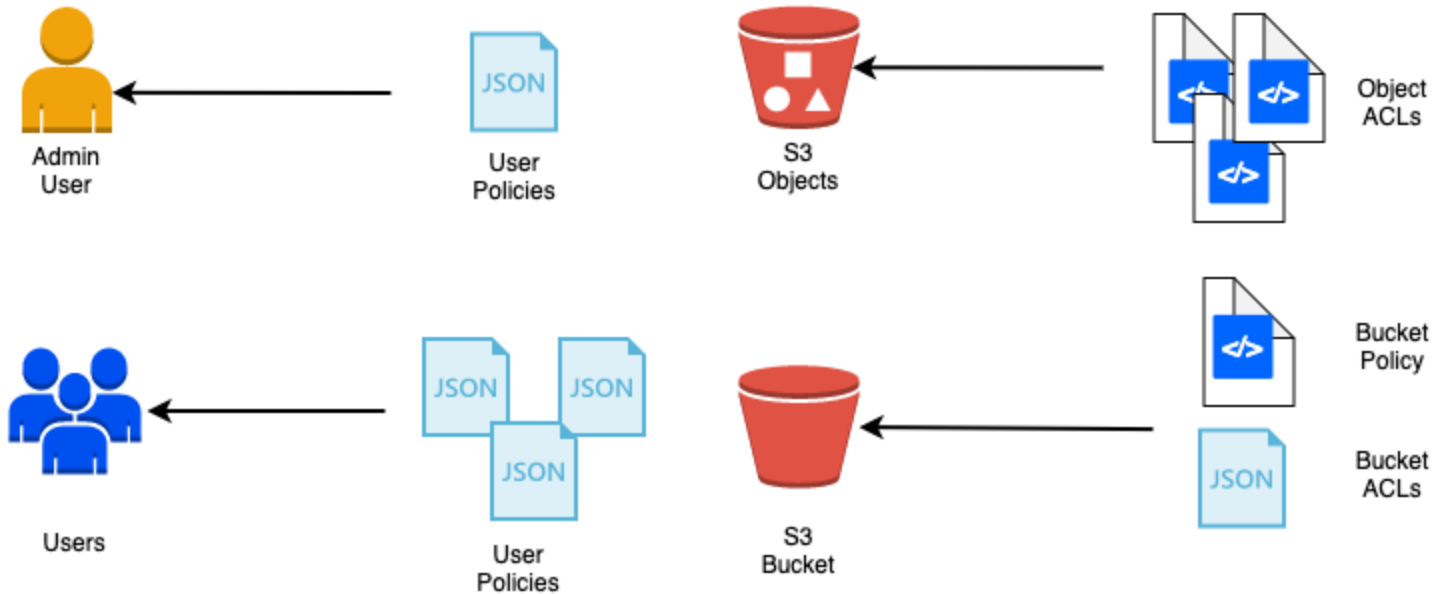 JSON
Admin
User
User
Policies
S3
Objects
</>
</>
</>
Object
ACLs
JSON
JSON
JSON
Users
User
Policies
S3
Bucket
</>
Bucket
Policy
JSON
Bucket
ACLs